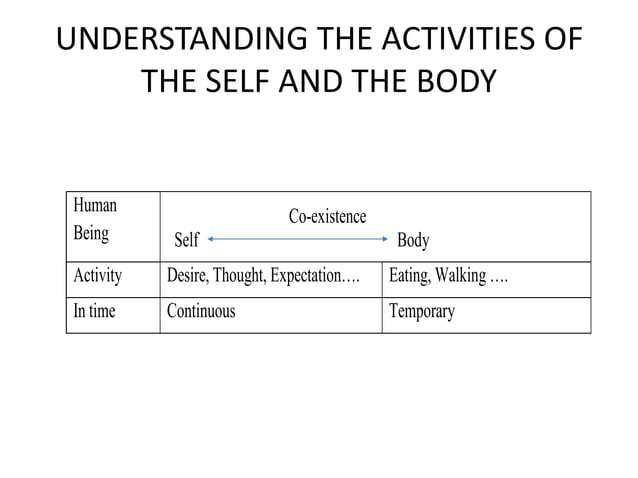 UNDERSTANDING THE ACTIVITIES OF
THE SELF AND THE BODY
Human
Being
Co-existence
Self Body
Activity Desire, Thought, Expectation…. Eating, Walking ….
In time Continuous Temporary